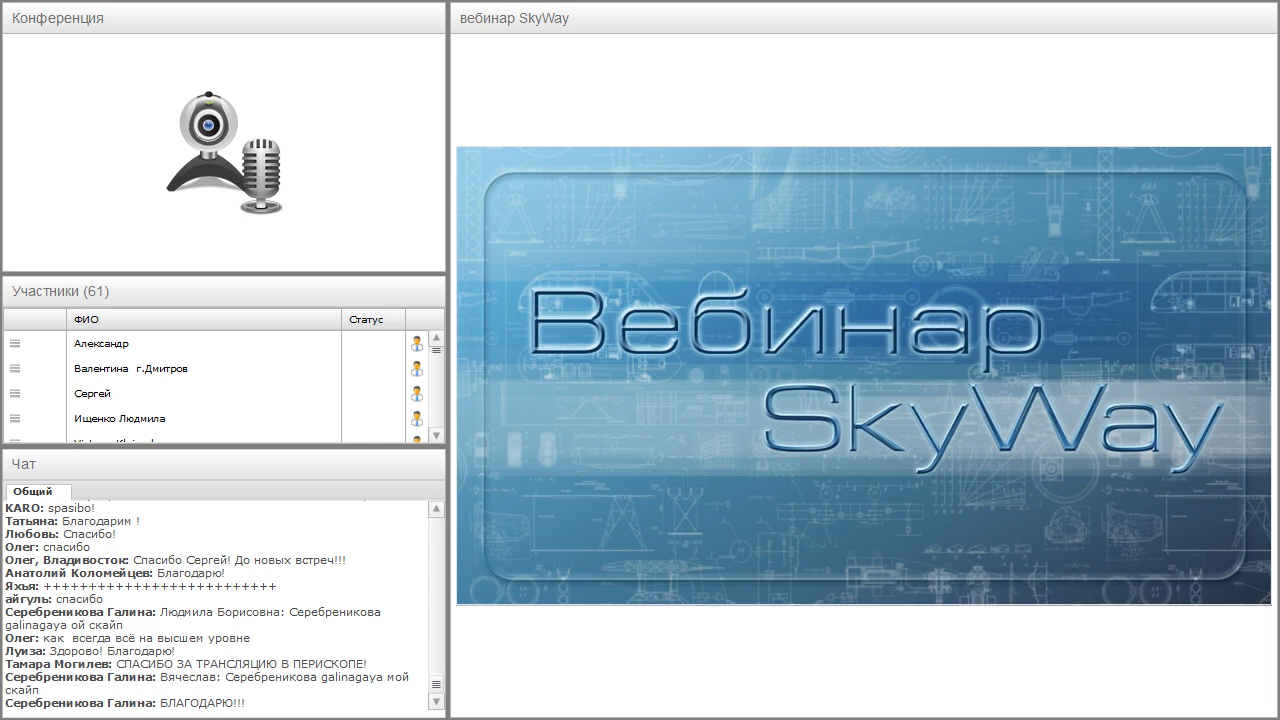 Конференция
Участники (61)
ФИО Статус
Александр
Валентина г.Дмитров
Сергей
Ищенко Людмила
Чат
Общий
KARO: spasibo!
Татьяна: Благодарим !
Любовь: Спасибо!
Олег: спасибо
Олег, Владивосток: Спасибо Сергей! До новых встреч!!!
Анатолий Коломейцев: Благодарю!
Яхья: +++++++++++++++++++++++++
айгуль: спасибо
Серебреникова Галина: Людмила Борисовна: Серебреникова
galinagaya ой скайп
Олег: как всегда всё на высшем уровне
Луиза: Здорово! Благодарю!
Тамара Могилев: СПАСИБО ЗА ТРАНСЛЯЦИЮ В ПЕРИСКОПЕ!
Серебреникова Галина: Вячеслав: Серебреникова galinagaya мой
скайп
Серебреникова Галина: БЛАГОДАРЮ!!!
вебинар SkyWay
Вебинар
SkyWay